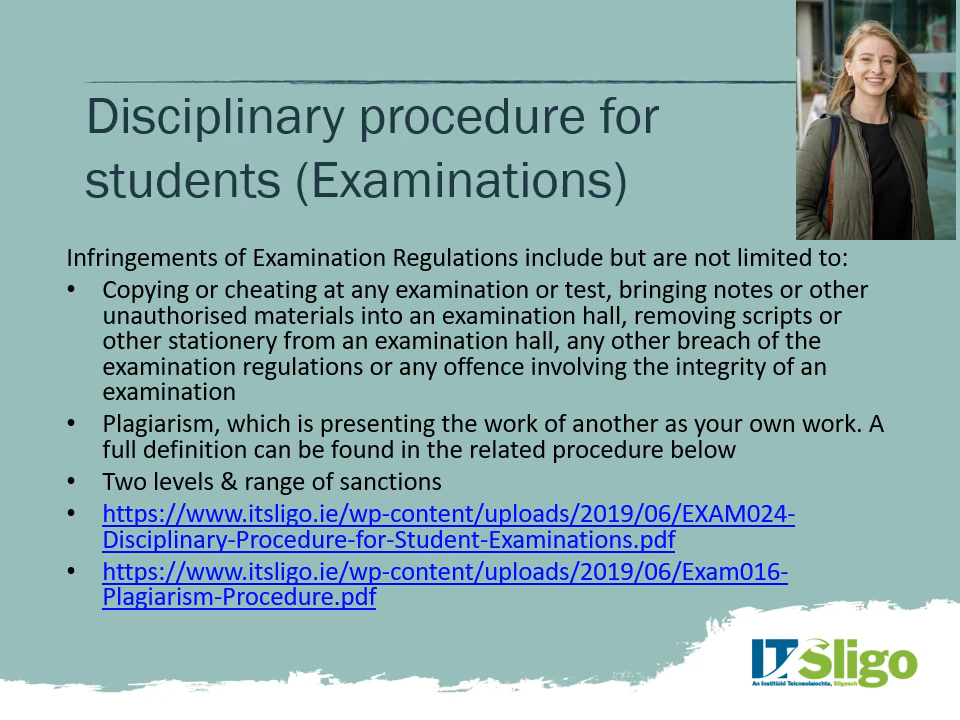 Disciplinary procedure for
students (Examinations)
Infringements of Examination Regulations include but are not limited to:
• Copying or cheating at any examination or test, bringing notes or other
unauthorised materials into an examination hall, removing scripts or
other stationery from an examination hall, any other breach of the
examination regulations or any offence involving the integrity of an
examination
• Plagiarism, which is presenting the work of another as your own work. A
full definition can be found in the related procedure below
• Two levels & range of sanctions
• https://www.itsligo.ie/wp-content/uploads/2019/06/EXAM024-
Disciplinary-Procedure-for-Student-Examinations.pdf
• https://www.itsligo.ie/wp-content/uploads/2019/06/Exam016-
Plagiarism-Procedure.pdf
IT Sligo
An Institiúid Teicneolaíochta, Sligeach